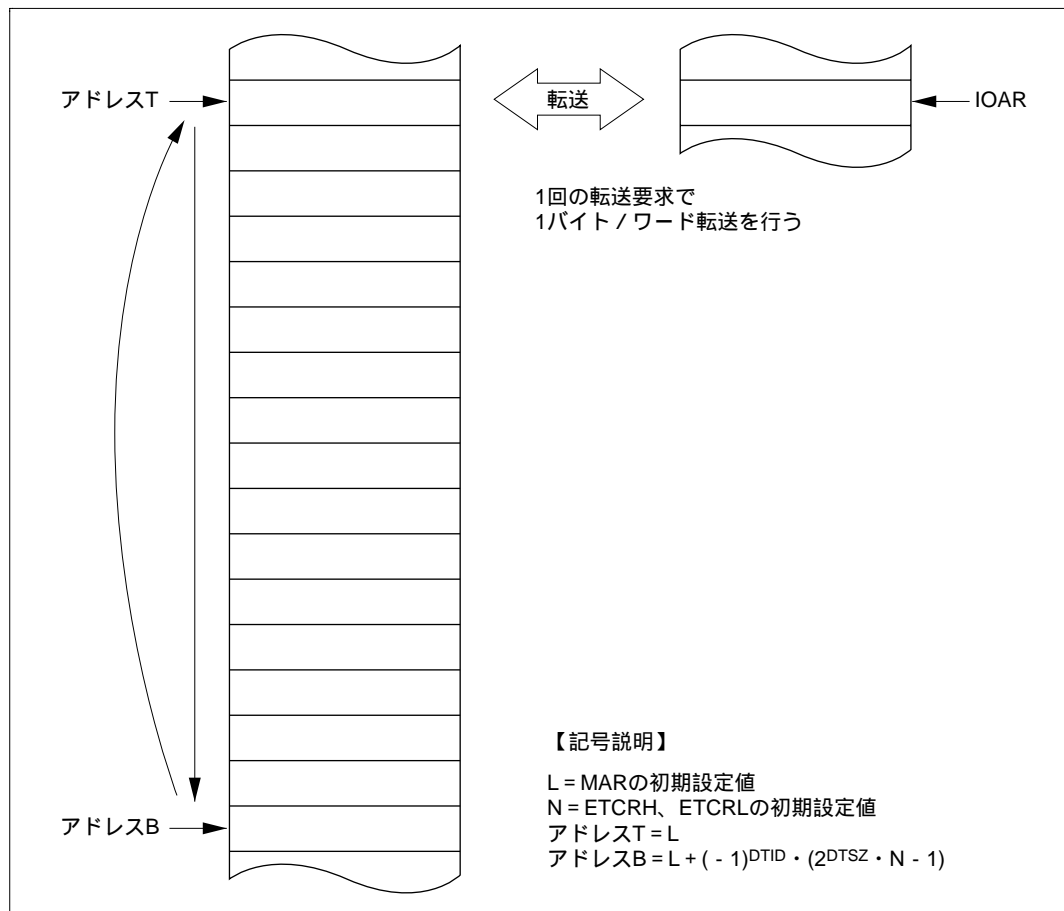 アドレスT
転送
IOAR
1回の転送要求で
1バイト / ワード転送を行う
【記号説明】
L = MARの初期設定値
N = ETCRH、ETCRLの初期設定値
アドレスT = L
アドレスB
アドレスB = L + ( - 1)^DTID・(2^DTSZ・N - 1)